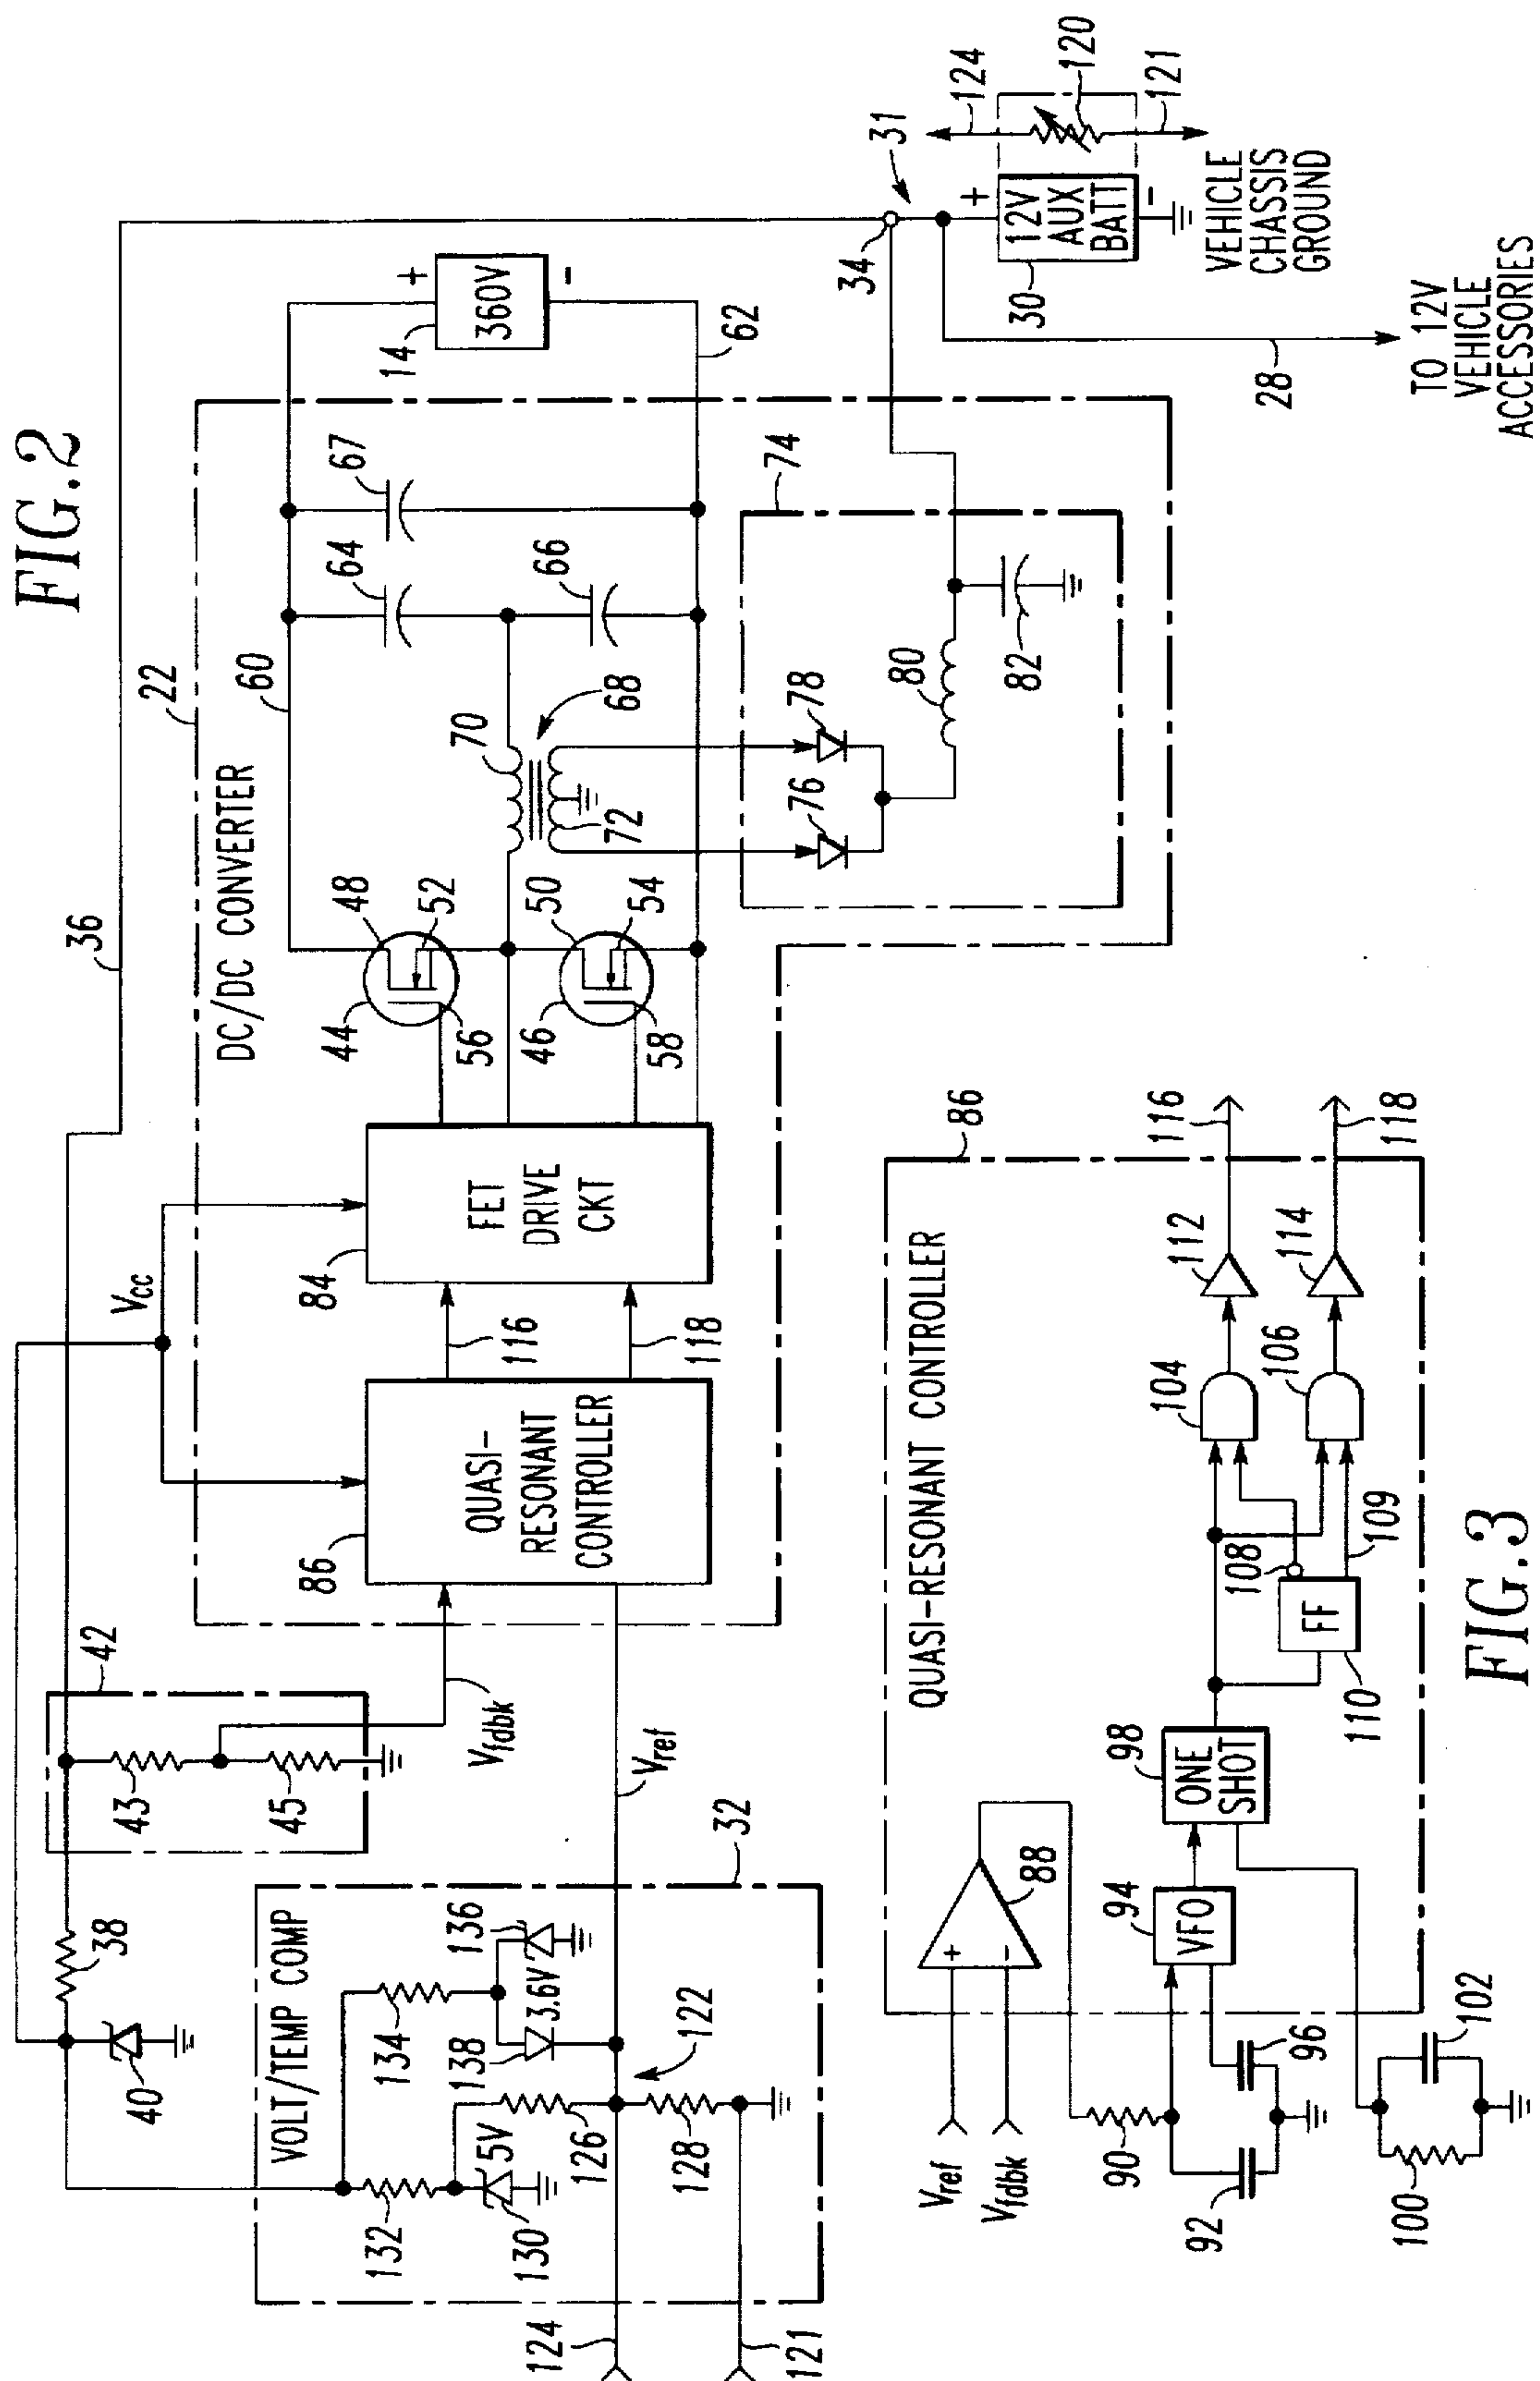 FIG.2
36
22
DC/DC CONVERTER
60
64
67
14
360V
+
-
62
66
70
68
72
44
48
52
56
46
50
54
58
74
76
78
80
82
34
31
+
12V
AUX
BATT
-
30
124
120
121
VEHICLE
CHASSIS
GROUND
28
TO 12V
VEHICLE
ACCESSORIES
Vcc
84
FET
DRIVE
CKT
116
118
86
QUASI-
RESONANT
CONTROLLER
42
43
45
Vfdbk
Vref
38
40
32
VOLT/TEMP COMP
132
134
136
138
3.6V
5V
130
126
128
122
124
121
QUASI-RESONANT CONTROLLER
86
Vref
Vfdbk
+
-
88
90
92
94
VFO
96
98
ONE
SHOT
100
102
104
106
108
109
FF
110
112
114
116
118
FIG.3